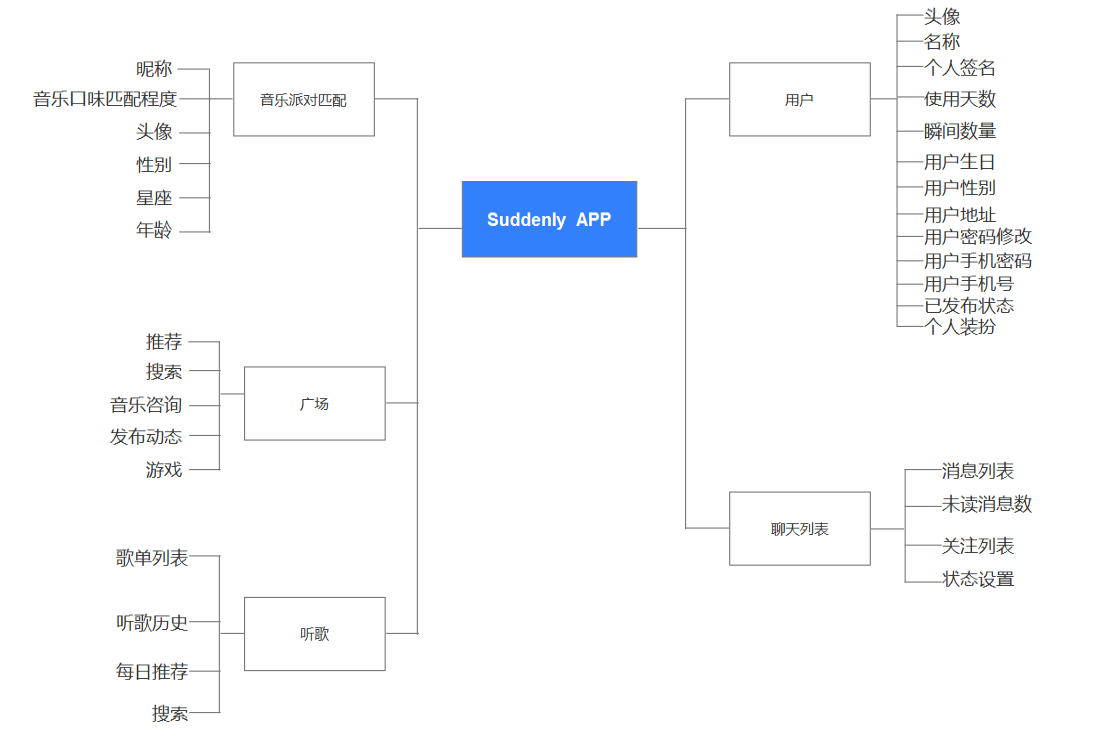 Suddenly APP
音乐派对匹配
昵称
音乐口味匹配程度
头像
性别
星座
年龄
广场
推荐
搜索
音乐咨询
发布动态
游戏
听歌
歌单列表
听歌历史
每日推荐
搜索
用户
头像
名称
个人签名
使用天数
瞬间数量
用户生日
用户性别
用户地址
用户密码修改
用户手机密码
用户手机号
已发布状态
个人装扮
聊天列表
消息列表
未读消息数
关注列表
状态设置